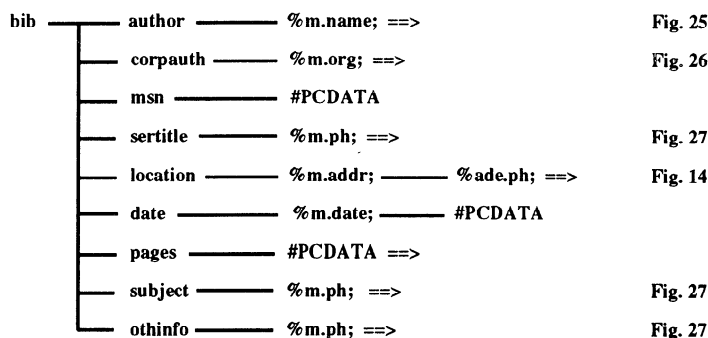 bib author %m.name; ==> Fig. 25
corpauth %m.org; ==> Fig. 26
msn #PCDATA
sertitle %m.ph; ==> Fig. 27
location %m.addr; %ade.ph; ==> Fig. 14
date %m.date; #PCDATA
pages #PCDATA ==>
subject %m.ph; ==> Fig. 27
othinfo %m.ph; ==> Fig. 27